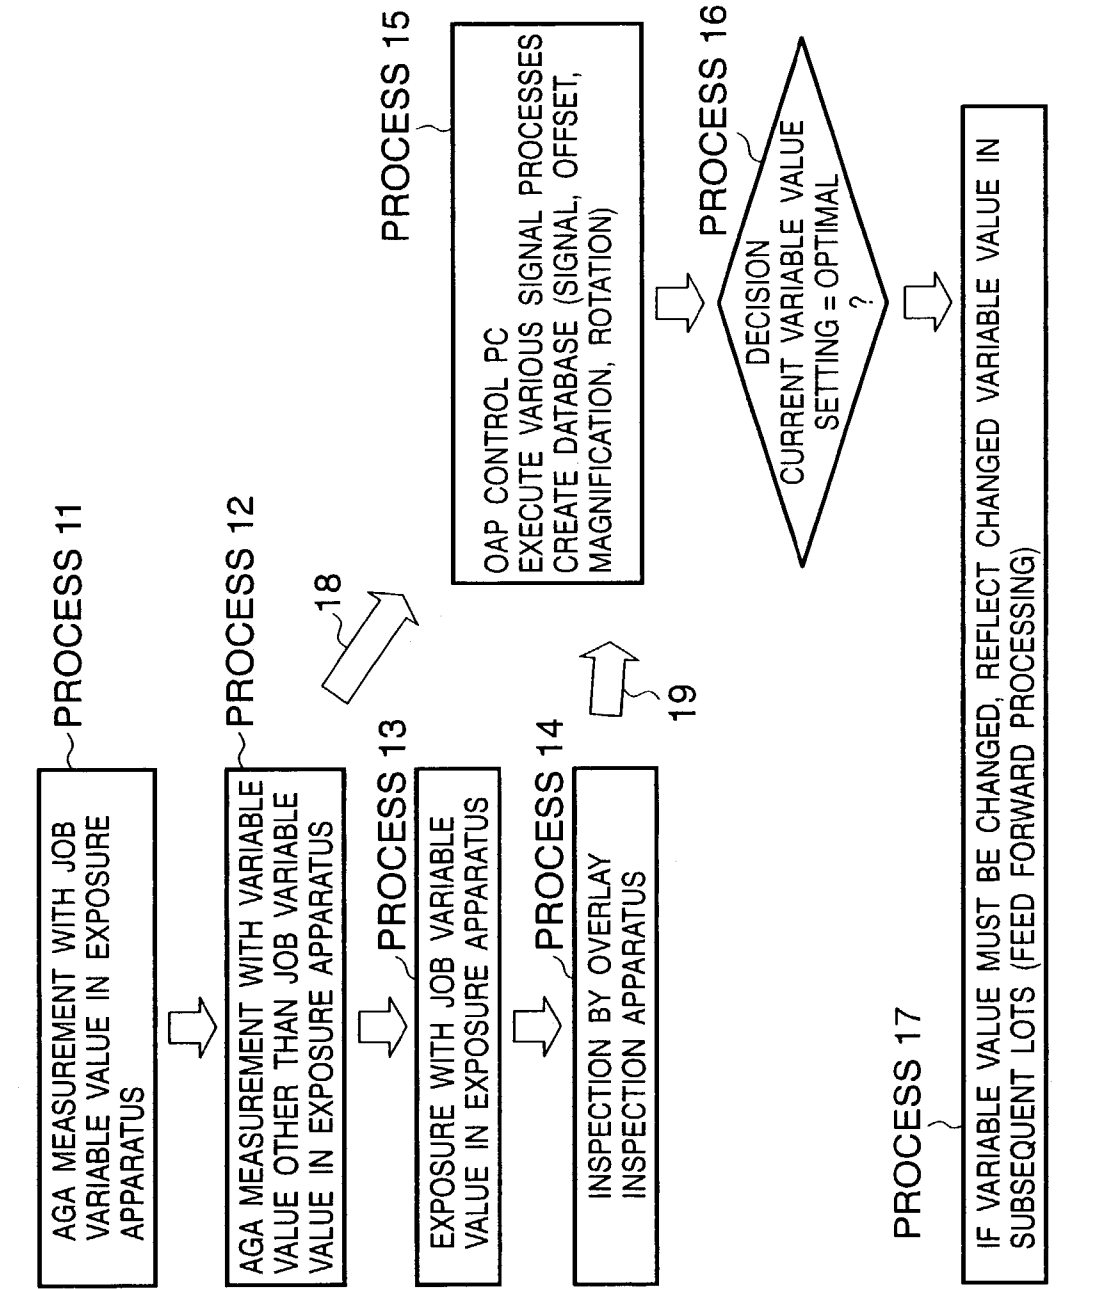 PROCESS 11
AGA MEASUREMENT WITH JOB
VARIABLE VALUE IN EXPOSURE
APPARATUS
PROCESS 12
AGA MEASUREMENT WITH VARIABLE
VALUE OTHER THAN JOB VARIABLE
VALUE IN EXPOSURE APPARATUS
18
PROCESS 13
EXPOSURE WITH JOB VARIABLE
VALUE IN EXPOSURE APPARATUS
PROCESS 14
INSPECTION BY OVERLAY
INSPECTION APPARATUS
19
PROCESS 15
OAP CONTROL PC
EXECUTE VARIOUS SIGNAL PROCESSES
CREATE DATABASE (SIGNAL, OFFSET,
MAGNIFICATION, ROTATION)
PROCESS 16
DECISION
CURRENT VARIABLE VALUE
SETTING = OPTIMAL
?
PROCESS 17
IF VARIABLE VALUE MUST BE CHANGED, REFLECT CHANGED VARIABLE VALUE IN
SUBSEQUENT LOTS (FEED FORWARD PROCESSING)